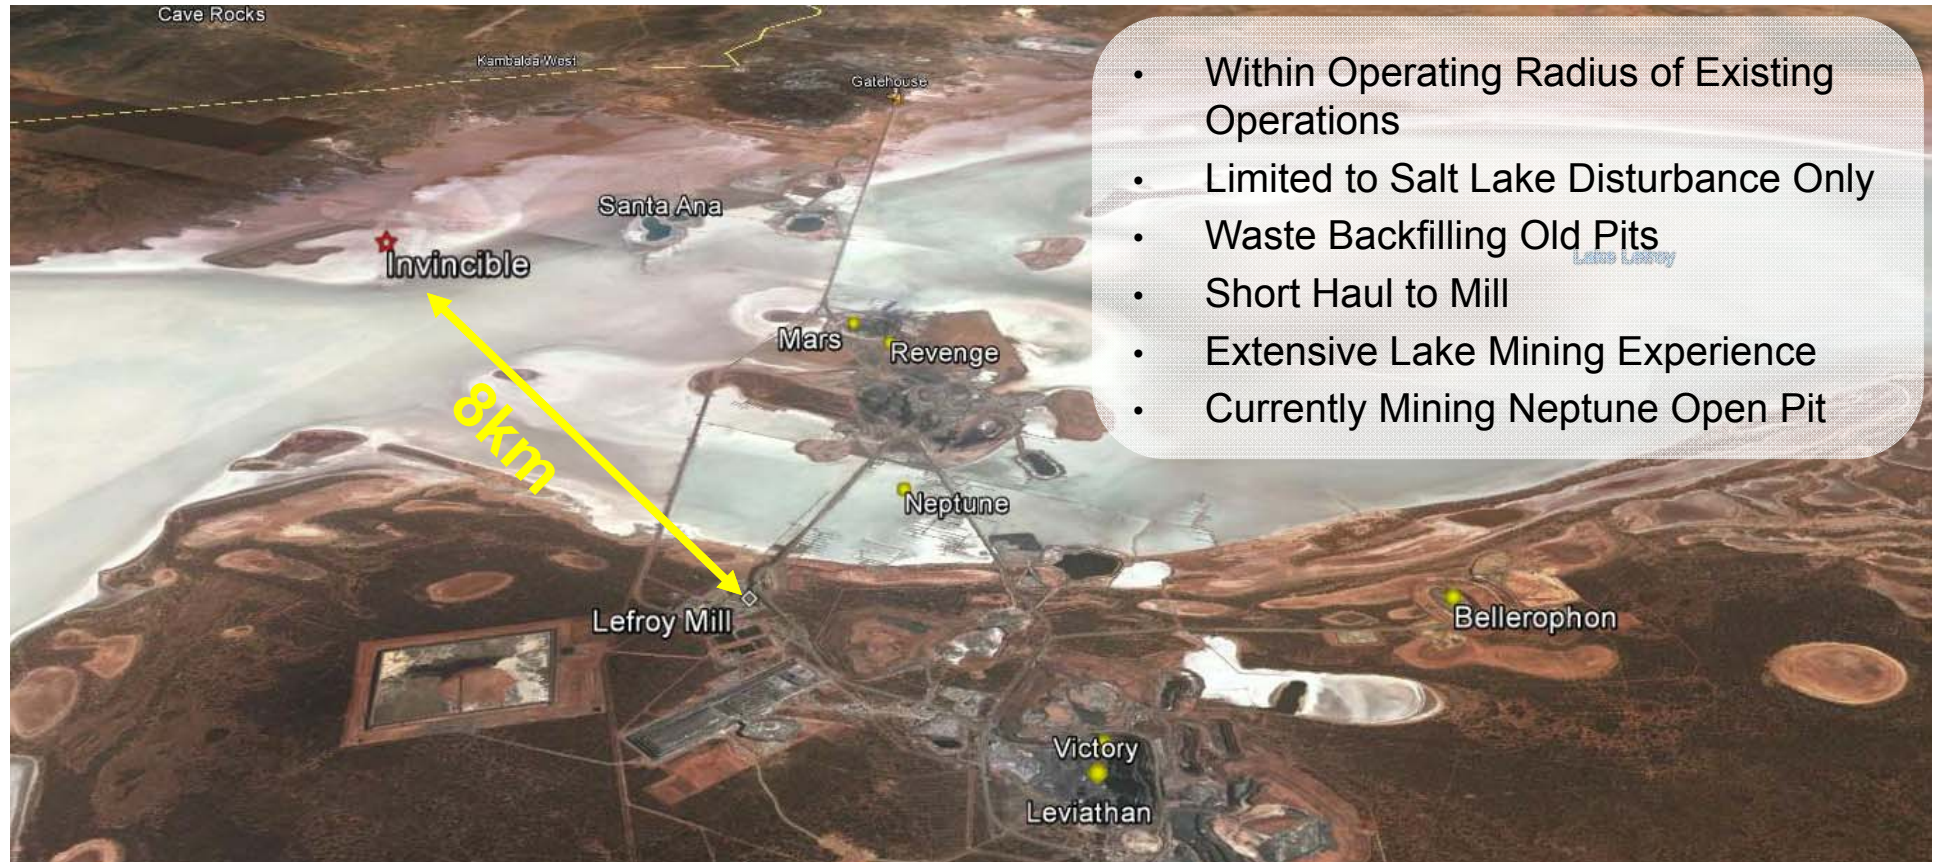 Cave Rocks
Kambalda West
Gatehouse
• Within Operating Radius of Existing
Operations
• Limited to Salt Lake Disturbance Only
• Waste Backfilling Old Pits
• Short Haul to Mill
• Extensive Lake Mining Experience
• Currently Mining Neptune Open Pit
Lake Lefroy
Santa Ana
Invincible
Mars
Revenge
8km
Neptune
Lefroy Mill
Bellerophon
Victory
Leviathan